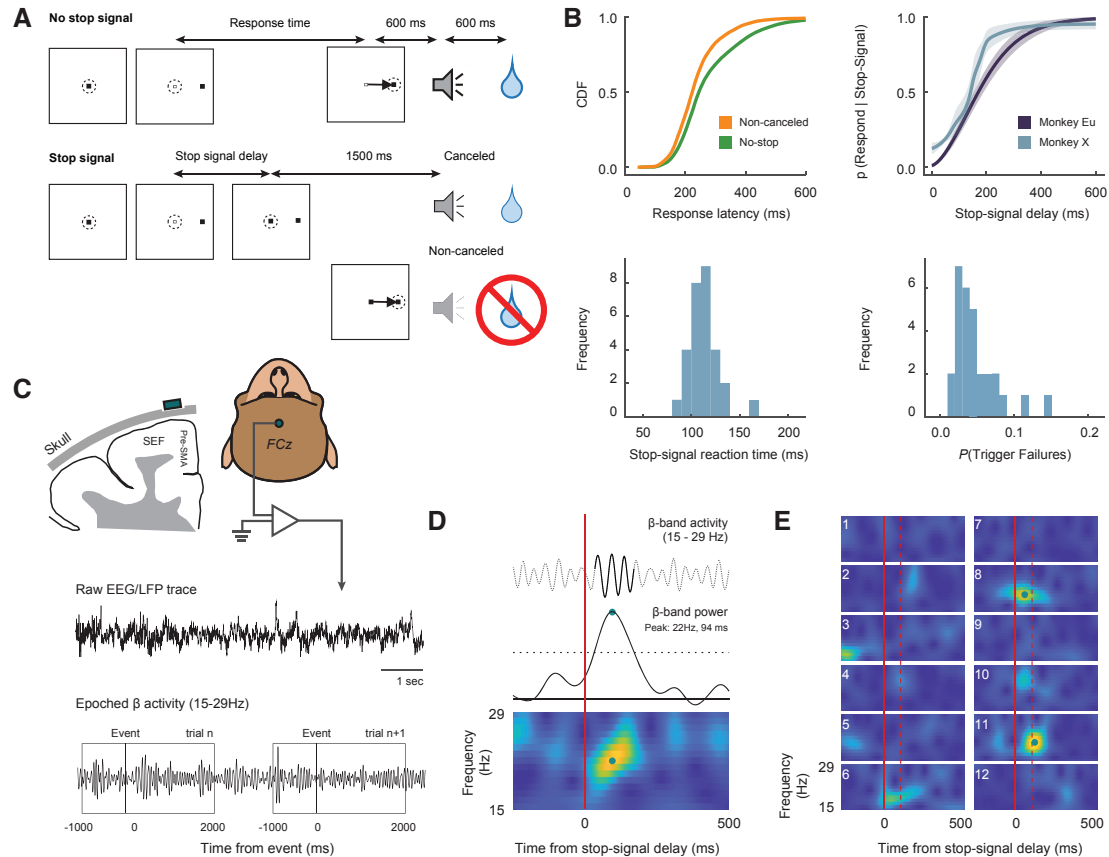 A
No stop signal
Response time
600 ms
600 ms
Stop signal
Stop signal delay
1500 ms
Canceled
Non-canceled
B
CDF
1.0
0.5
0.0
Non-canceled
No-stop
0
200
400
600
Response latency (ms)
p (Respond | Stop-Signal)
1.0
0.5
0.0
Monkey Eu
Monkey X
0
200
400
600
Stop-signal delay (ms)
Frequency
8
6
4
2
0
50
100
150
200
Stop-signal reaction time (ms)
Frequency
6
4
2
0
0.0
0.1
0.2
P(Trigger Failures)
C
Skull
SEF
Pre-SMA
FCz
Raw EEG/LFP trace
1 sec
Epoched β activity (15-29Hz)
Event
trial n
Event
trial n+1
-1000
0
2000
-1000
0
2000
Time from event (ms)
D
β-band activity
(15 - 29 Hz)
β-band power
Peak: 22Hz, 94 ms
29
Frequency
(Hz)
15
0
500
Time from stop-signal delay (ms)
E
1
2
3
4
5
6
7
8
9
10
11
12
Frequency
(Hz)
29
15
0
500
0
500
Time from stop-signal delay (ms)